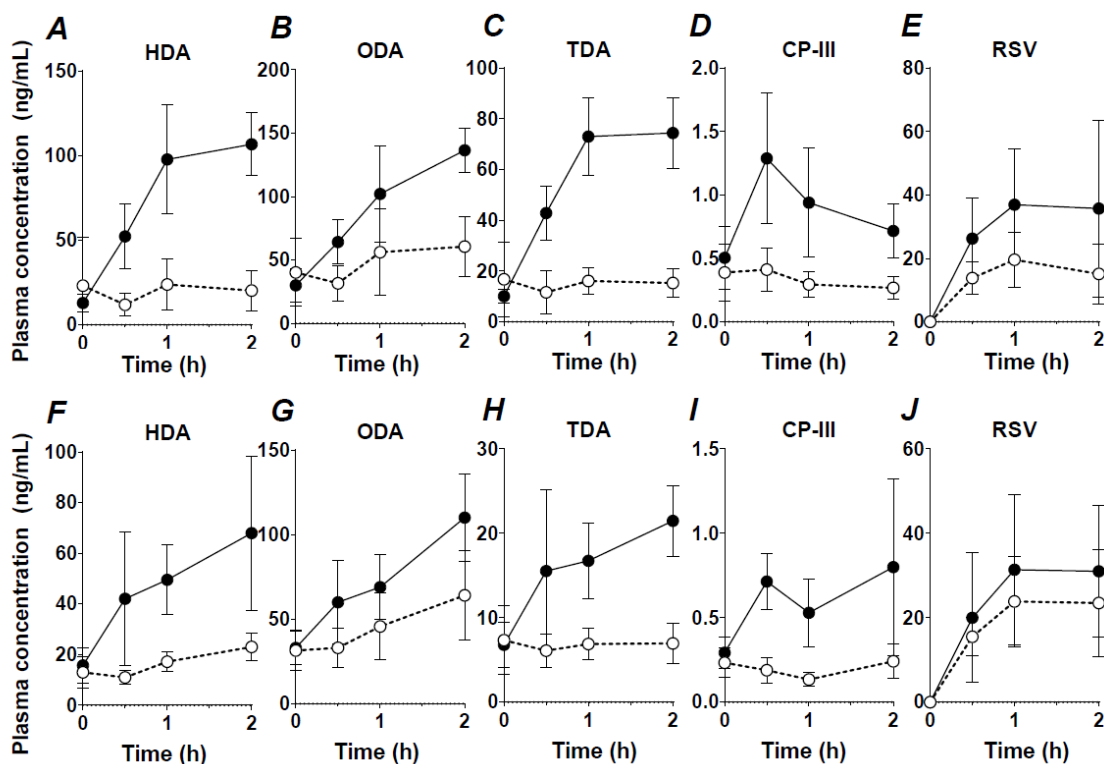 A B C D E
HDA ODA TDA CP-III RSV
Plasma concentration (ng/mL)
150 200 100 2.0 80
150 80 1.5 60
100 100 60 1.0 40
50 50 40 0.5 20
20
0 0 0 0.0 0
0 1 2 0 1 2 0 1 2 0 1 2 0 1 2
Time (h) Time (h) Time (h) Time (h) Time (h)
F G H I J
HDA ODA TDA CP-III RSV
Plasma concentration (ng/mL)
100 150 30 1.5 60
80
60 100 20 1.0 40
40 50 10 0.5 20
20
0 0 0 0.0 0
0 1 2 0 1 2 0 1 2 0 1 2 0 1 2
Time (h) Time (h) Time (h) Time (h) Time (h)